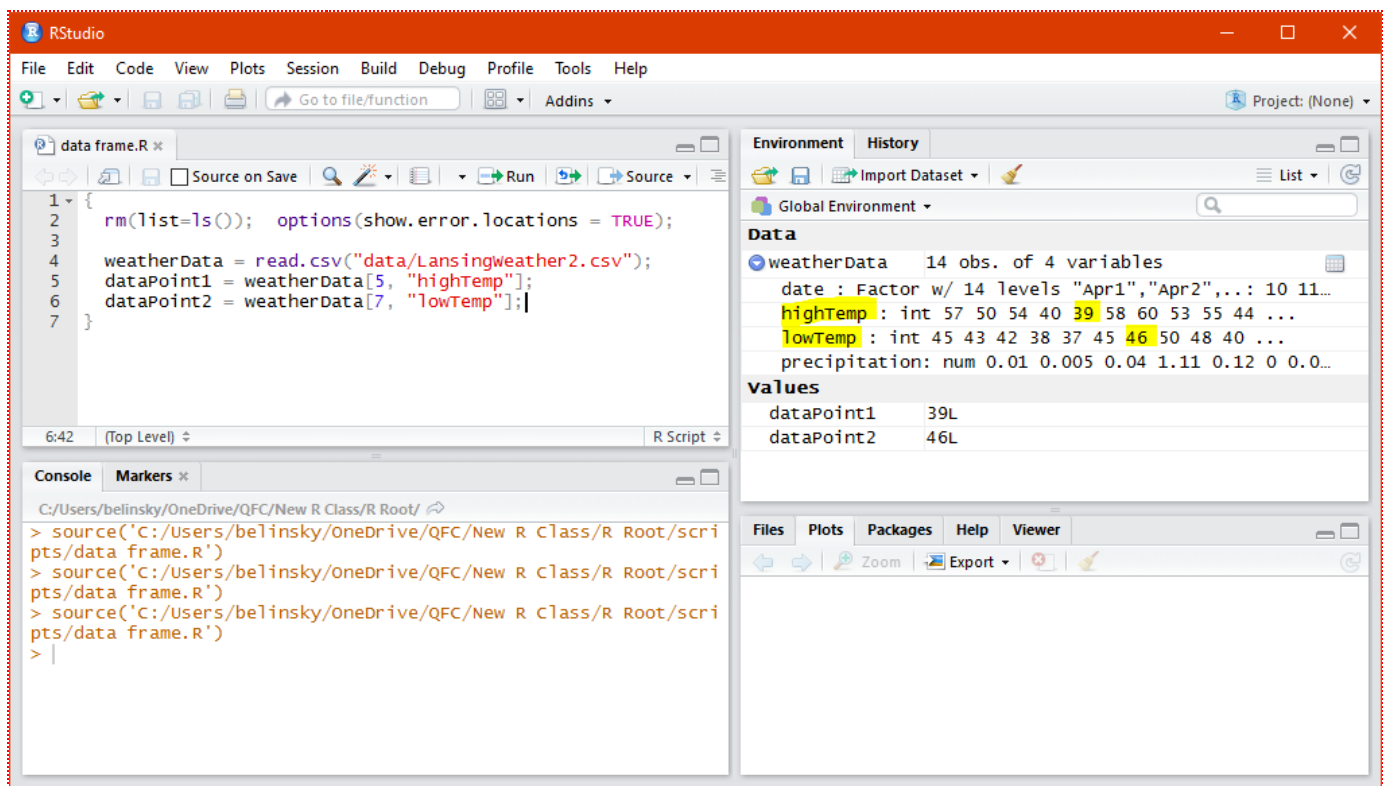 RStudio
File Edit Code View Plots Session Build Debug Profile Tools Help
Go to file/function Addins Project: (None)
data frame.R
Source on Save Run Source
1 {
2 rm(list=ls()); options(show.error.locations = TRUE);
3
4 weatherData = read.csv("data/LansingWeather2.csv");
5 dataPoint1 = weatherData[5, "highTemp"];
6 dataPoint2 = weatherData[7, "lowTemp"];
7 }
6:42 (Top Level) R Script
Console Markers
C:/Users/belinsky/OneDrive/QFC/New R Class/R Root/
> source('C:/Users/belinsky/OneDrive/QFC/New R Class/R Root/scri
pts/data frame.R')
> source('C:/Users/belinsky/OneDrive/QFC/New R Class/R Root/scri
pts/data frame.R')
> source('C:/Users/belinsky/OneDrive/QFC/New R Class/R Root/scri
pts/data frame.R')
>
Environment History
Import Dataset List
Global Environment
Data
weatherData 14 obs. of 4 variables
date : Factor w/ 14 levels "Apr1","Apr2",..: 10 11…
highTemp : int 57 50 54 40 39 58 60 53 55 44 ...
lowTemp : int 45 43 42 38 37 45 46 50 48 40 ...
precipitation: num 0.01 0.005 0.04 1.11 0.12 0 0.0…
Values
dataPoint1 39L
dataPoint2 46L
Files Plots Packages Help Viewer
Zoom Export